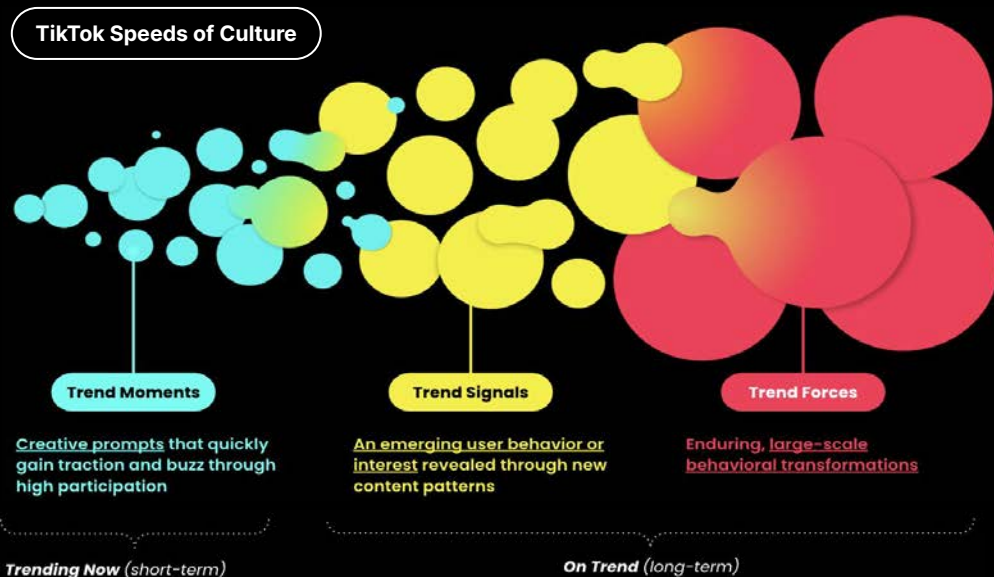 TikTok Speeds of Culture
Trend Moments
Creative prompts that quickly
gain traction and buzz through
high participation
Trend Signals
An emerging user behavior or
interest revealed through new
content patterns
Trend Forces
Enduring, large-scale
behavioral transformations
Trending Now (short-term)
On Trend (long-term)